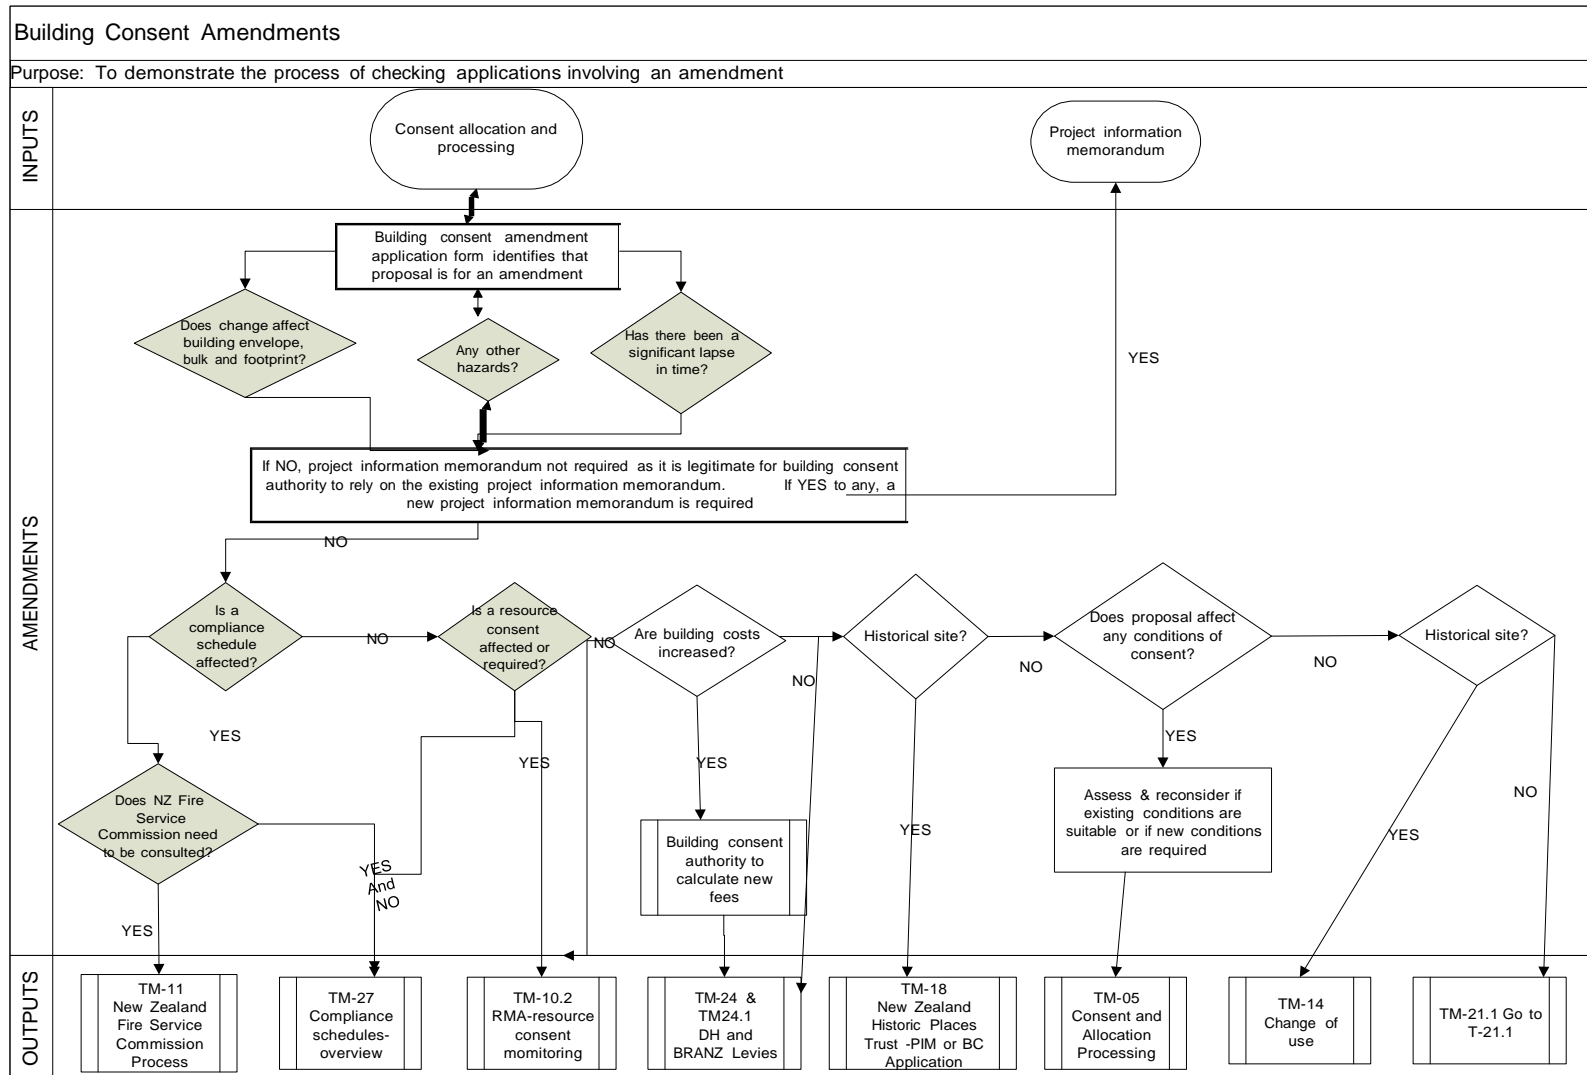 Building Consent Amendments
Purpose: To demonstrate the process of checking applications involving an amendment
INPUTS
Consent allocation and
processing
Project information
memorandum
AMENDMENTS
Building consent amendment
application form identifies that
proposal is for an amendment
Does change affect
building envelope,
bulk and footprint?
Any other
hazards?
Has there been a
significant lapse
in time?
YES
If NO, project information memorandum not required as it is legitimate for building consent
authority to rely on the existing project information memorandum. If YES to any, a
new project information memorandum is required
NO
Is a
compliance
schedule
affected?
NO
Is a resource
consent
affected or
required?
NO
Are building costs
increased?
NO
Historical site?
NO
Does proposal affect
any conditions of
consent?
NO
Historical site?
YES
YES
YES
YES
YES
YES
NO
Does NZ Fire
Service
Commission need
to be consulted?
YES
And
NO
YES
Building consent
authority to
calculate new
fees
Assess & reconsider if
existing conditions are
suitable or if new conditions
are required
OUTPUTS
TM-11
New Zealand
Fire Service
Commission
Process
TM-27
Compliance
schedules-
overview
TM-10.2
RMA-resource
consent
momitoring
TM-24 &
TM24.1
DH and
BRANZ Levies
TM-18
New Zealand
Historic Places
Trust -PIM or BC
Application
TM-05
Consent and
Allocation
Processing
TM-14
Change of
use
TM-21.1 Go to
T-21.1